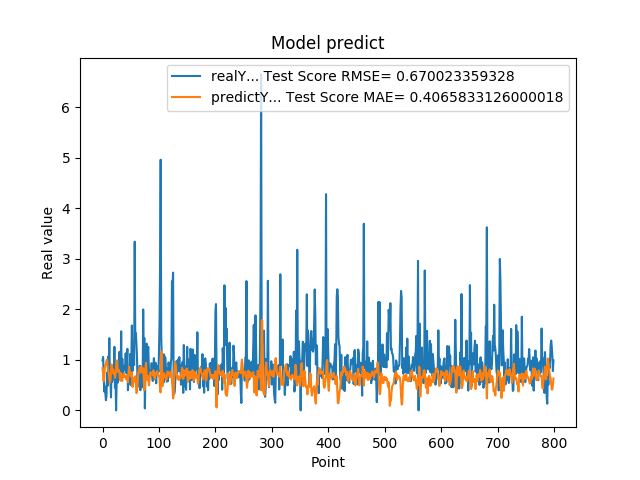 Model predict
realY... Test Score RMSE= 0.670023359328
predictY... Test Score MAE= 0.4065833126000018
Real value
6
5
4
3
2
1
0
0 100 200 300 400 500 600 700 800
Point